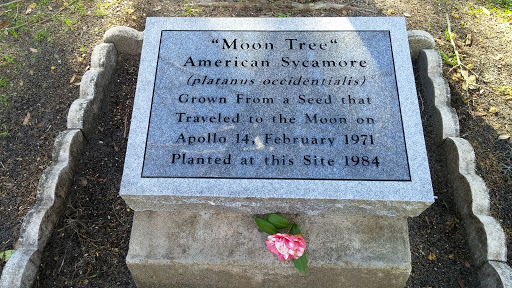 “Moon Tree“
American Sycamore
(platanus occidentialis)
Grown From a Seed that
Traveled to the Moon on
Apollo 14, February 1971
Planted at this Site 1984